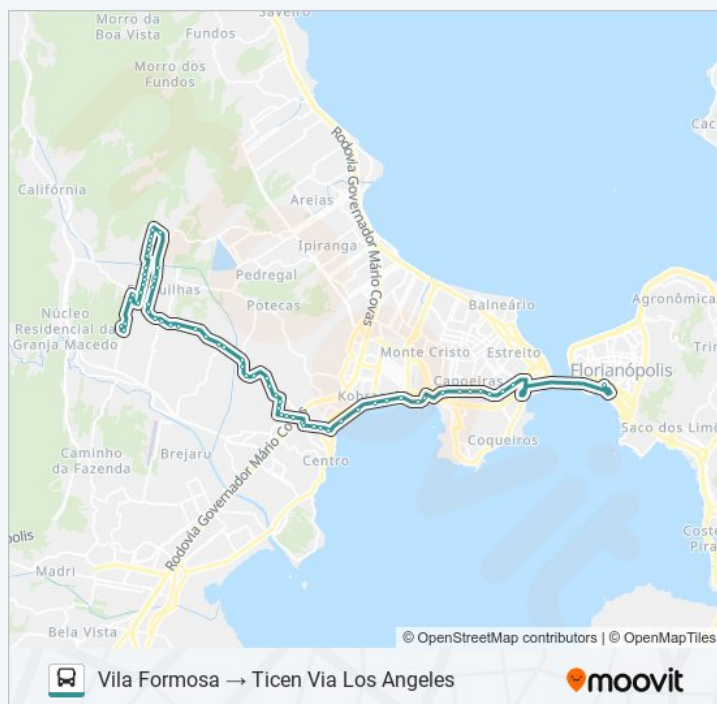 Morro da
Boa Vista
Saveiro
Fundos
Morro dos
Fundos
Rodovia Governador Mário Covas
Califórnia
Areias
Ipiranga
Pedregal
Potecas
Núcleo
Residencial da
Granja Macedo
Balneário
Agronômica
Monte Cristo
Estreito
Florianópolis
Capoeiras
Saco dos Limõ
Coqueiros
Centro
Caminho
da Fazenda
Brejaru
Rodovia Governador Mário Covas
Madri
Bela Vista
© OpenStreetMap contributors | © OpenMapTiles
Vila Formosa → Ticen Via Los Angeles
moovit